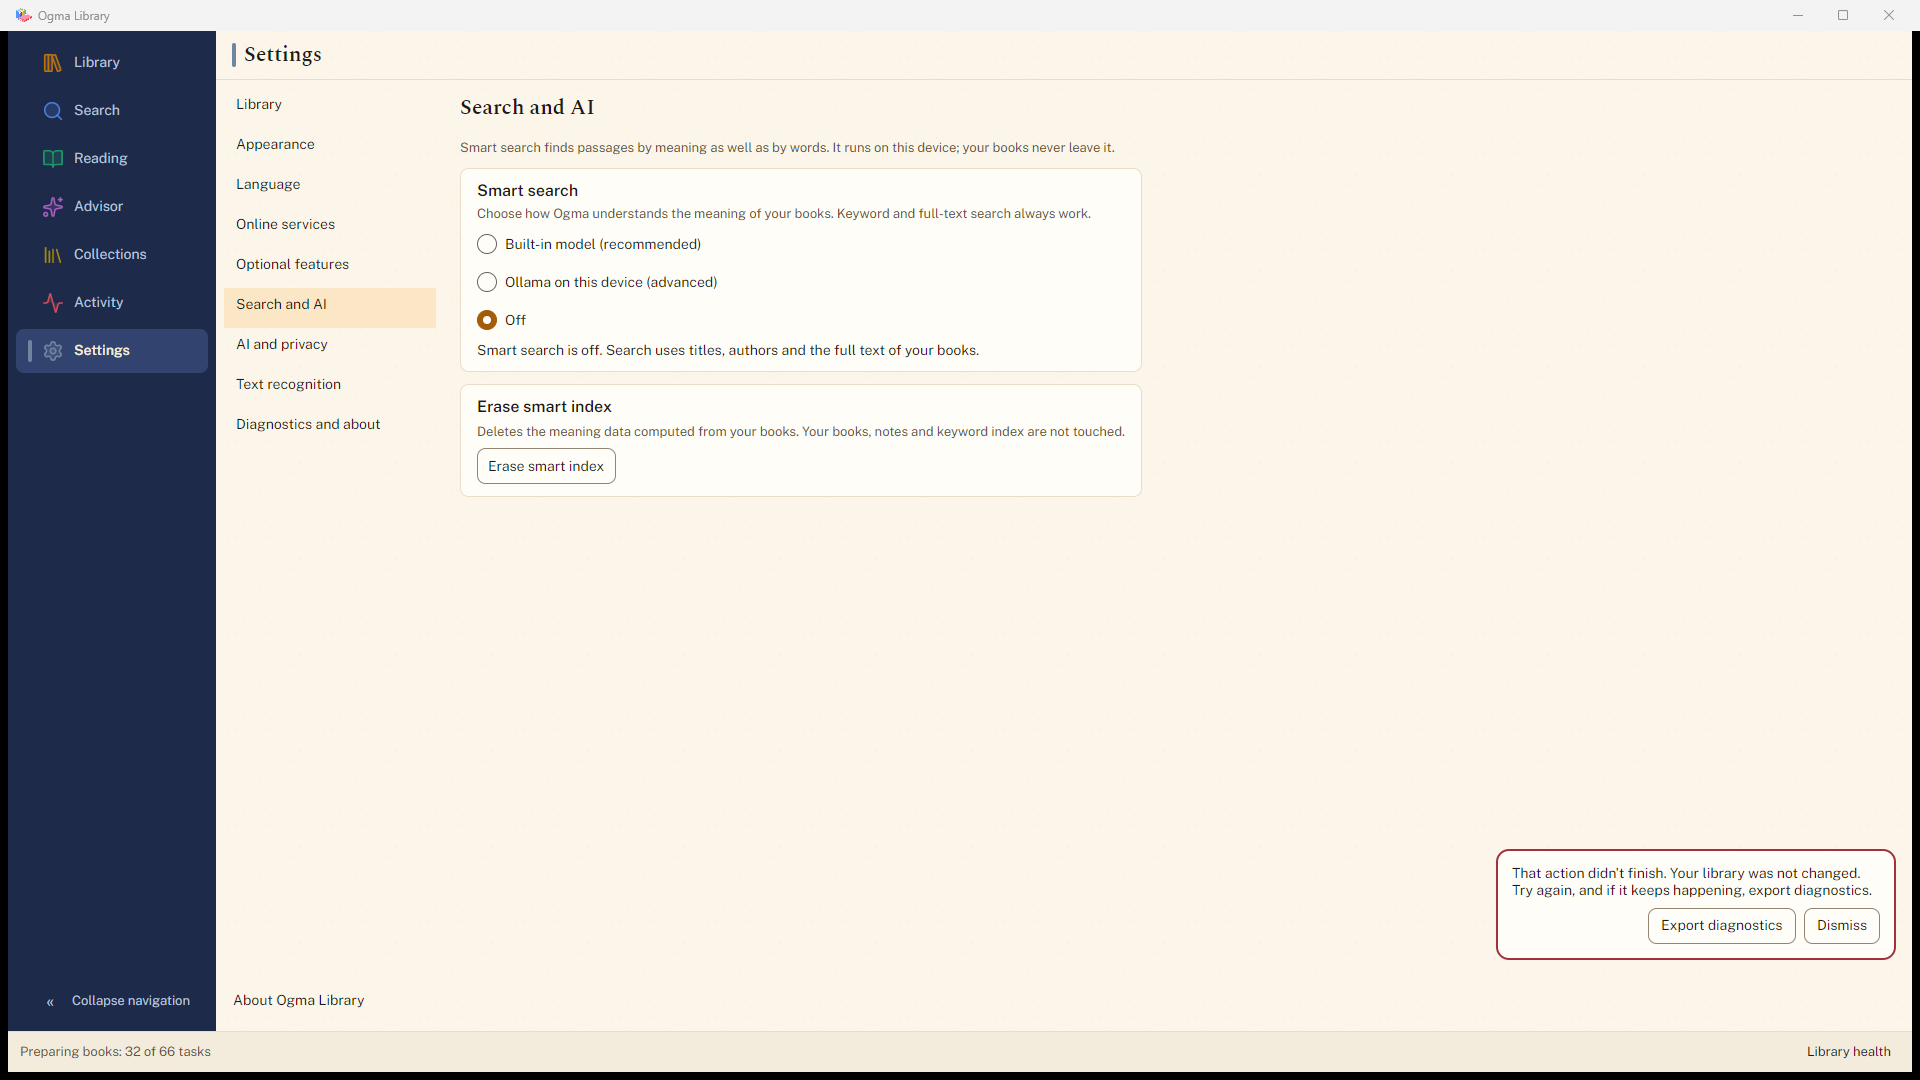 Ogma Library
Library
Search
Reading
Advisor
Collections
Activity
Settings
« Collapse navigation
Settings
Library
Appearance
Language
Online services
Optional features
Search and AI
AI and privacy
Text recognition
Diagnostics and about
About Ogma Library
Search and AI
Smart search finds passages by meaning as well as by words. It runs on this device; your books never leave it.
Smart search
Choose how Ogma understands the meaning of your books. Keyword and full-text search always work.
Built-in model (recommended)
Ollama on this device (advanced)
Off
Smart search is off. Search uses titles, authors and the full text of your books.
Erase smart index
Deletes the meaning data computed from your books. Your books, notes and keyword index are not touched.
Erase smart index
That action didn't finish. Your library was not changed.
Try again, and if it keeps happening, export diagnostics.
Export diagnostics
Dismiss
Preparing books: 32 of 66 tasks
Library health